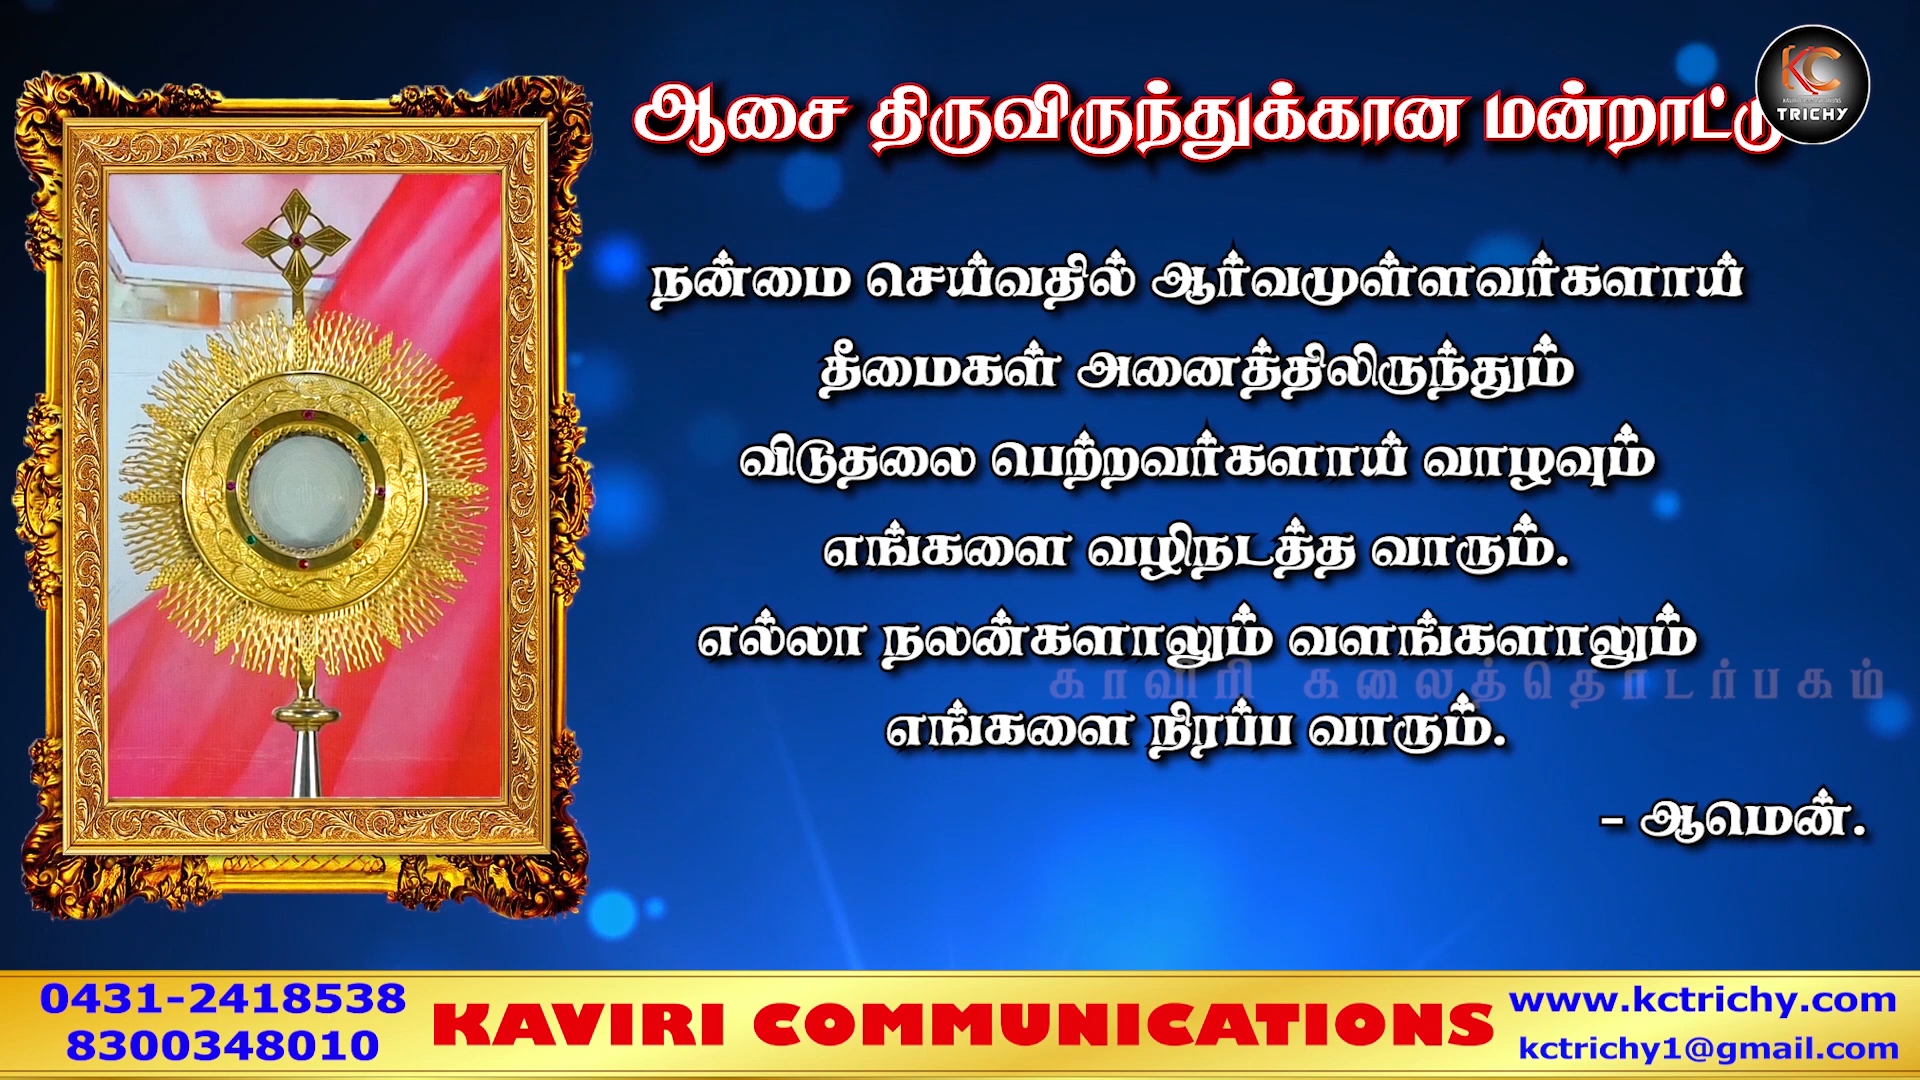 ஆசை திருவிருந்துக்கான மன்றாட்டு
KC
TRICHY
நன்மை செய்வதில் ஆர்வமுள்ளவர்களாய்
தீமைகள் அனைத்திலிருந்தும்
விடுதலை பெற்றவர்களாய் வாழவும்
எங்களை வழிநடத்த வாரும்.
எல்லா நலன்களாலும் வளங்களாலும்
காவிரி கலைத்தொடர்பகம்
எங்களை நிரப்ப வாரும்.
- ஆமென்.
0431-2418538
8300348010
KAVIRI COMMUNICATIONS
www.kctrichy.com
kctrichy1@gmail.com